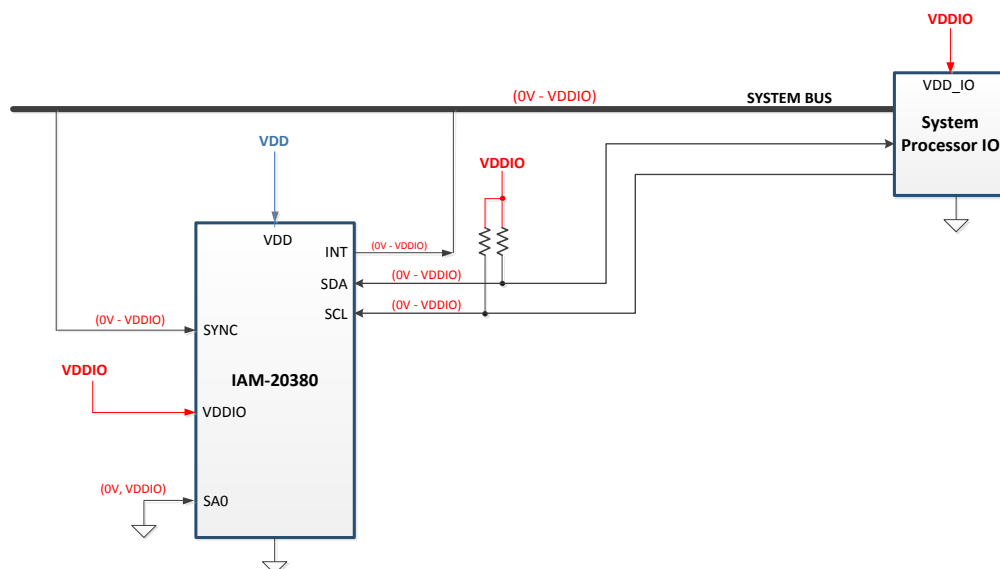 VDDIO
VDD_IO
(0V - VDDIO)
SYSTEM BUS
System
Processor IO
VDD
VDDIO
VDD
INT
(0V - VDDIO)
SDA
(0V - VDDIO)
SCL
(0V - VDDIO)
(0V - VDDIO)
SYNC
VDDIO
IAM-20380
VDDIO
(0V, VDDIO)
SA0